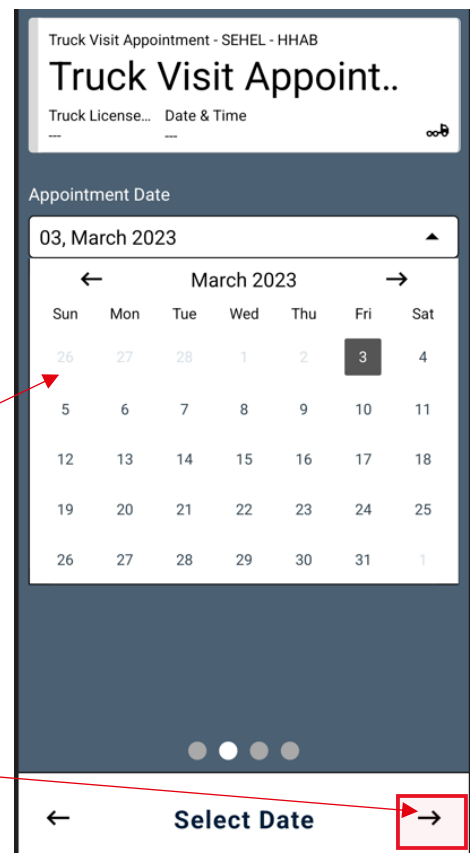 Truck Visit Appointment - SEHEL - HHAB
Truck Visit Appoint..
Truck License... Date & Time
--- ---
Appointment Date
03, March 2023
← March 2023 →
Sun Mon Tue Wed Thu Fri Sat
26 27 28 1 2 3 4
5 6 7 8 9 10 11
12 13 14 15 16 17 18
19 20 21 22 23 24 25
26 27 28 29 30 31 1
← Select Date →